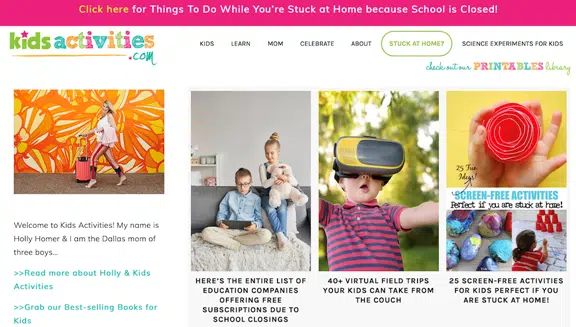 Click here for Things To Do While You're Stuck at Home because School is Closed!
kids activities
.com
KIDS LEARN MOM CELEBRATE ABOUT STUCK AT HOME? SCIENCE EXPERIMENTS FOR KIDS
check out our PRINTABLES library
25 Fun
Ideas!
SCREEN-FREE ACTIVITIES
Perfect if you are stuck at home!
Welcome to Kids Activities! My name is
Holly Homer & I am the Dallas mom of
three boys...
>>Read more about Holly & Kids
Activities
>>Grab our Best-selling Books for
Kids
HERE'S THE ENTIRE LIST OF
EDUCATION COMPANIES
OFFERING FREE
SUBSCRIPTIONS DUE TO
SCHOOL CLOSINGS
40+ VIRTUAL FIELD TRIPS
YOUR KIDS CAN TAKE FROM
THE COUCH
25 SCREEN-FREE ACTIVITIES
FOR KIDS PERFECT IF YOU
ARE STUCK AT HOME!